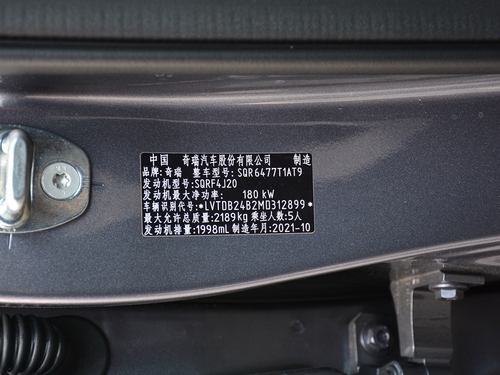 中国 奇瑞汽车股份有限公司 制造
品牌:奇瑞 整车型号:SQR6477T1AT9
发动机型号:SQRF4J20
发动机最大净功率: 180 kW
车辆识别代号:*LVTDB24B2MD312899*
最大允许总质量:2189kg 乘坐人数:5人
发动机排量:1998mL 制造年月:2021-10